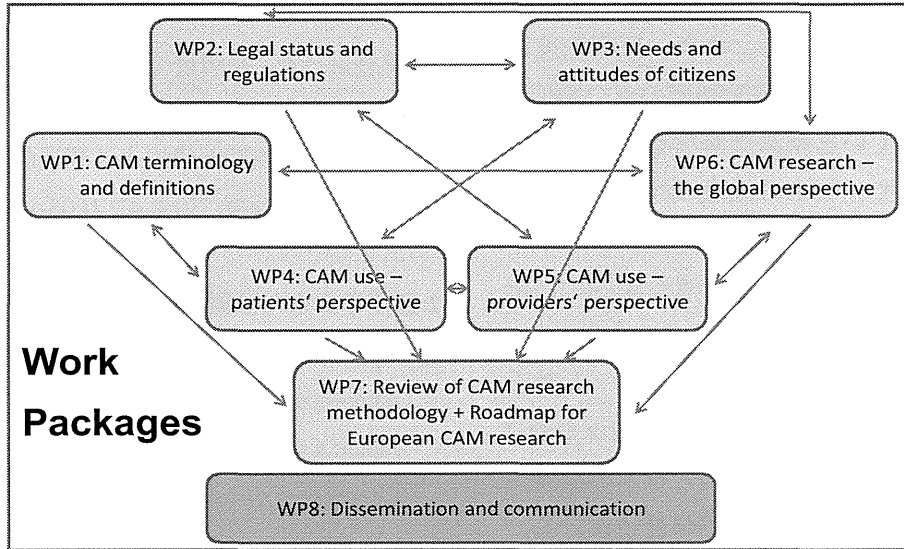 WP2: Legal status and
regulations
WP3: Needs and
attitudes of citizens
WP1: CAM terminology
and definitions
WP6: CAM research –
the global perspective
WP4: CAM use –
patients‘ perspective
WP5: CAM use –
providers‘ perspective
Work
Packages
WP7: Review of CAM research
methodology + Roadmap for
European CAM research
WP8: Dissemination and communication